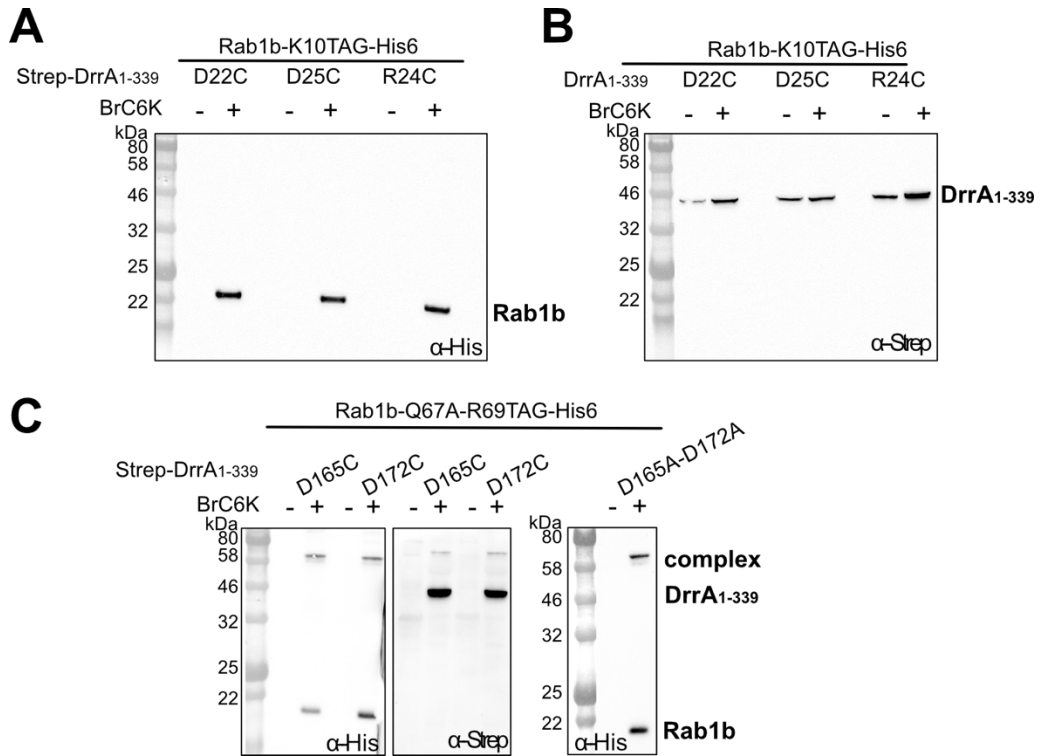 A
Rab1b-K10TAG-His6
Strep-DrrA1-339 D22C D25C R24C
BrC6K - + - + - +
kDa
80
58
46
32
25
22
Rab1b
α-His
B
Rab1b-K10TAG-His6
DrrA1-339 D22C D25C R24C
BrC6K - + - + - +
kDa
80
58
46
DrrA1-339
32
25
22
α-Strep
C
Rab1b-Q67A-R69TAG-His6
Strep-DrrA1-339 D165C D172C D165C D172C D165A-D172A
BrC6K - + - + - + - + - +
kDa
80
58
46
32
25
22
α-His
α-Strep
kDa
80
58
46
32
25
22
α-His
complex
DrrA1-339
Rab1b